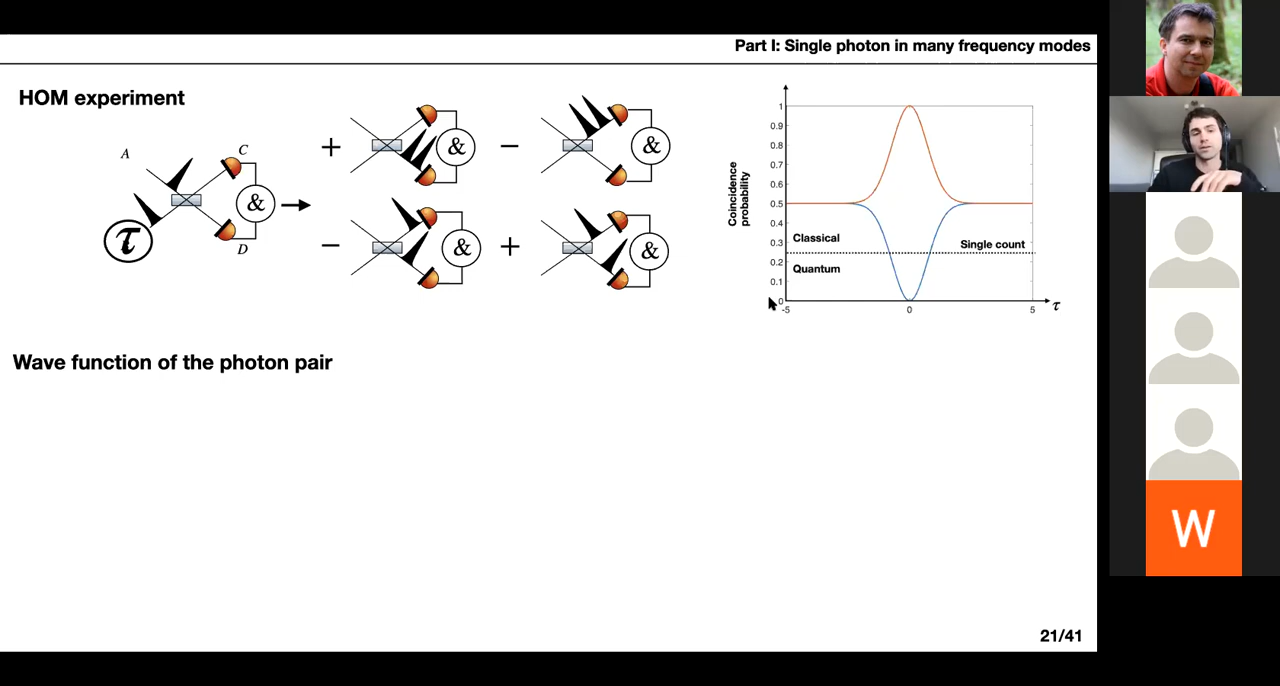 Part I: Single photon in many frequency modes
HOM experiment
A
C
τ
&
D
+
&
−
&
−
&
+
&
Coincidence
probability
1
0.9
0.8
0.7
0.6
0.5
0.4
0.3
0.2
0.1
0
Classical
Single count
Quantum
-5
0
5
τ
Wave function of the photon pair
21/41
W